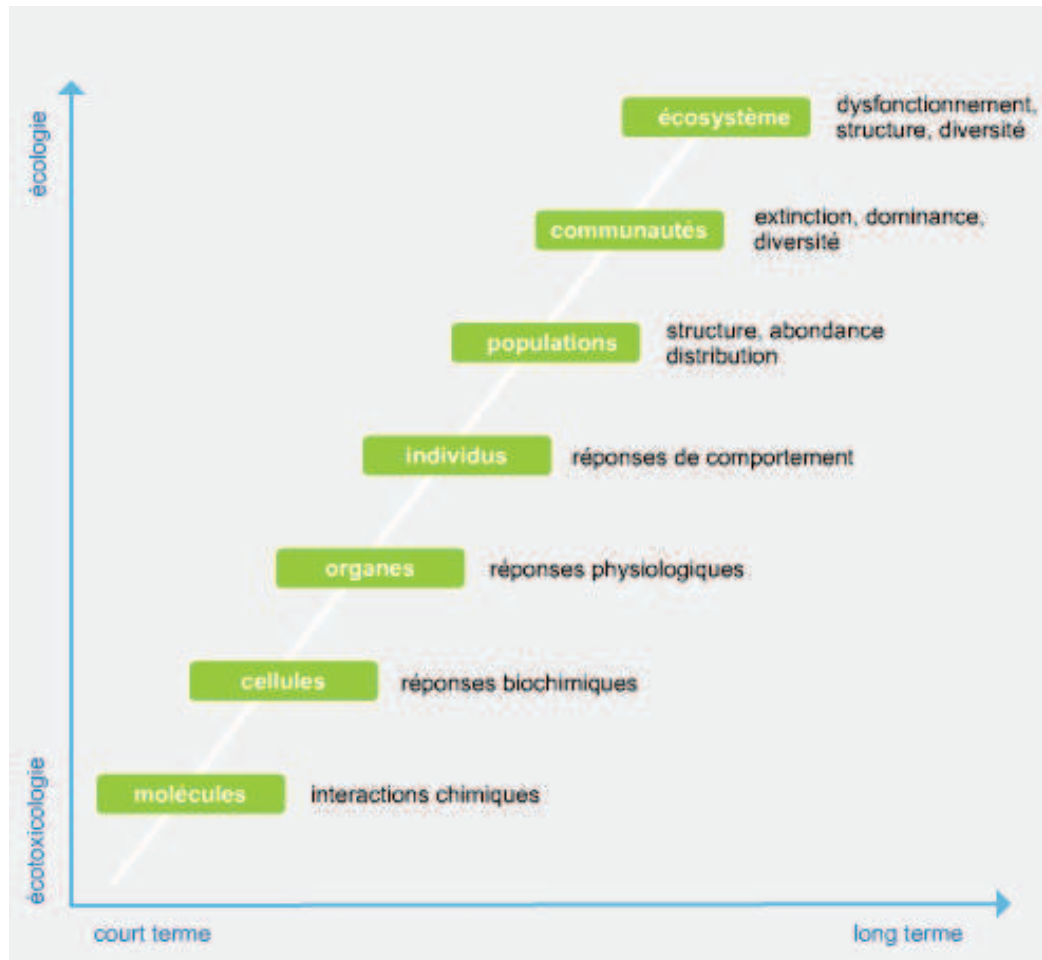 écologie
écosystème
dysfonctionnement,
structure, diversité
communautés
extinction, dominance,
diversité
populations
structure, abondance
distribution
individus
réponses de comportement
organes
réponses physiologiques
cellules
réponses biochimiques
molécules
interactions chimiques
écotoxicologie
court terme
long terme